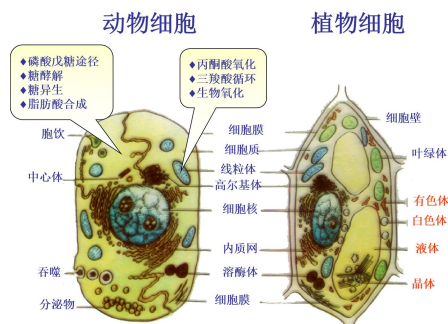 动物细胞
植物细胞
◆磷酸戊糖途径
◆糖酵解
◆糖异生
◆脂肪酸合成
◆丙酮酸氧化
◆三羧酸循环
◆生物氧化
胞饮
中心体
吞噬
分泌物
细胞膜
细胞质
线粒体
高尔基体
细胞核
内质网
溶酶体
细胞膜
细胞壁
叶绿体
有色体
白色体
液体
晶体